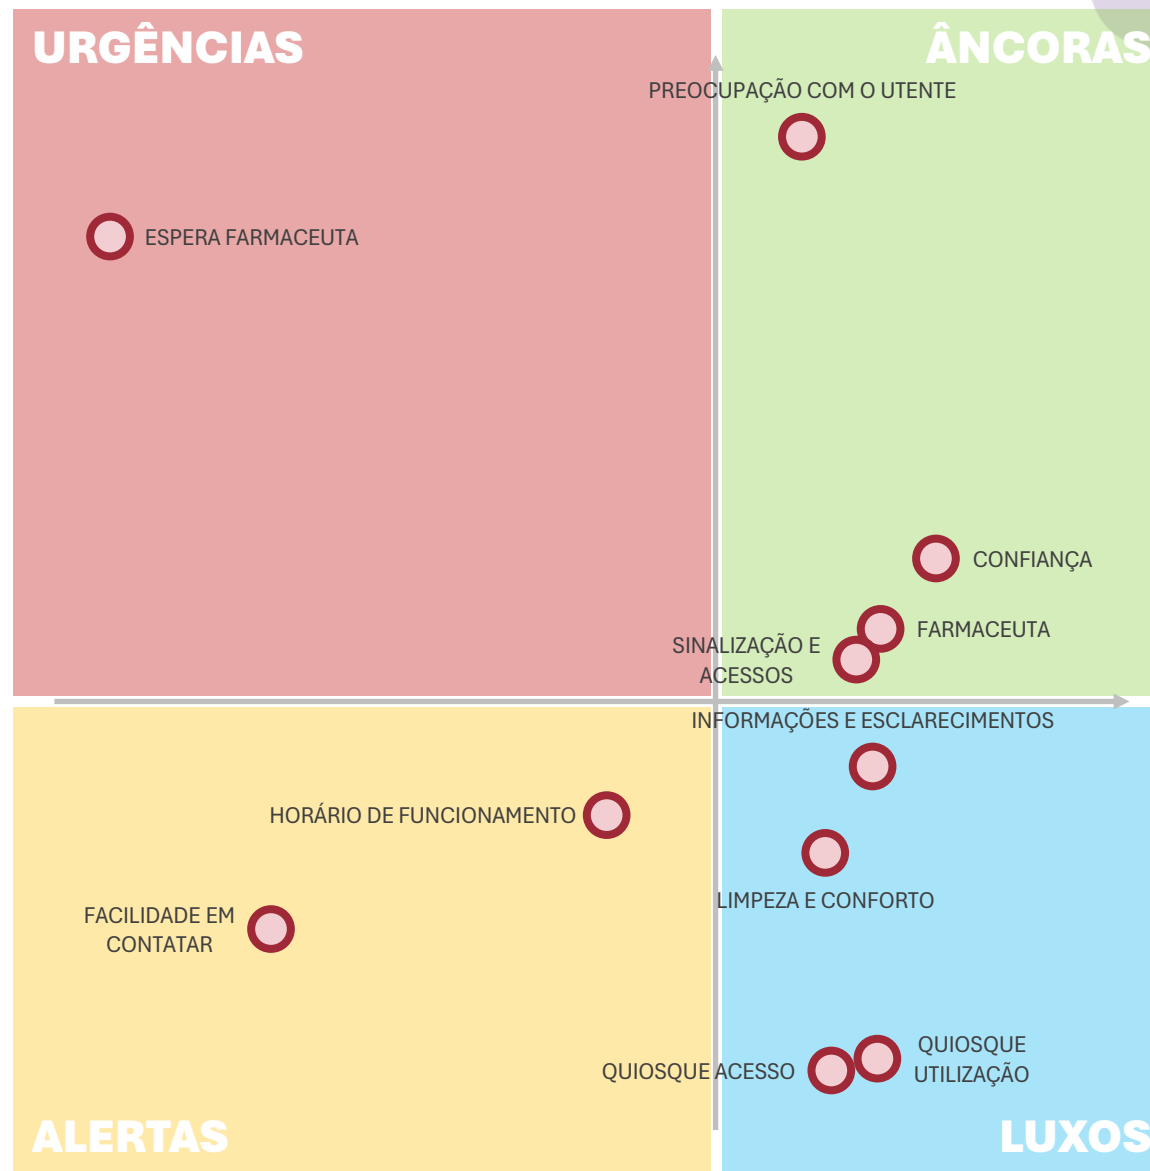 URGÊNCIAS
ÂNCORAS
PREOCUPAÇÃO COM O UTENTE
ESPERA FARMACEUTA
CONFIANÇA
FARMACEUTA
SINALIZAÇÃO E
ACESSOS
INFORMAÇÕES E ESCLARECIMENTOS
HORÁRIO DE FUNCIONAMENTO
LIMPEZA E CONFORTO
FACILIDADE EM
CONTATAR
QUIOSQUE
UTILIZAÇÃO
QUIOSQUE ACESSO
ALERTAS
LUXOS